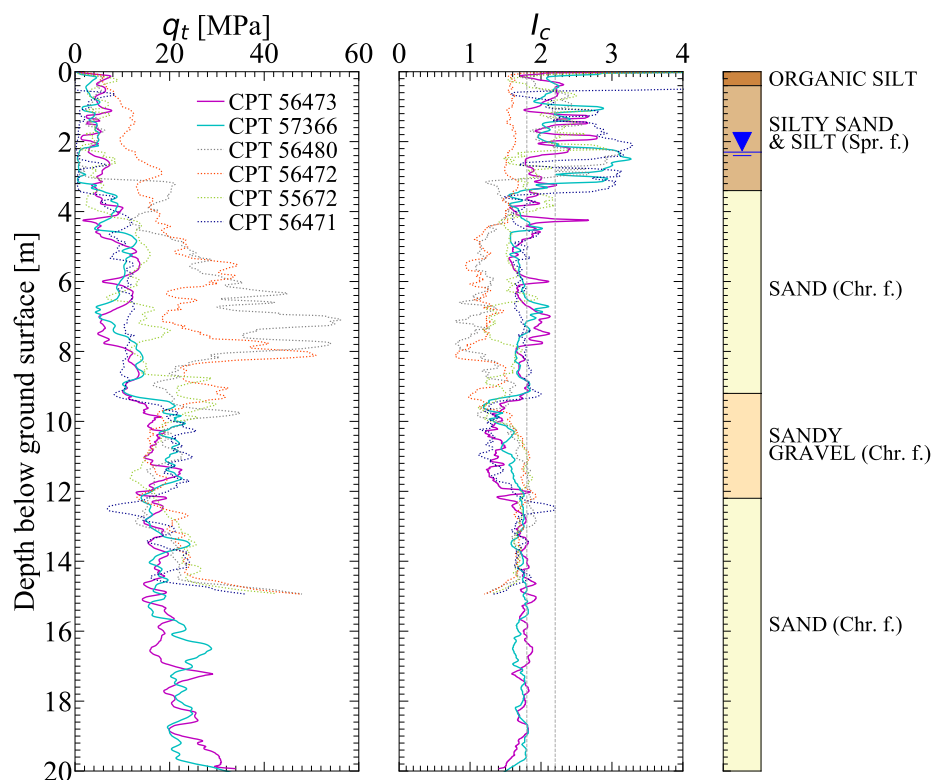 q_t [MPa]
I_c
0 20 40 60
0 1 2 3 4
0
2
4
6
8
10
12
14
16
18
20
Depth below ground surface [m]
CPT 56473
CPT 57366
CPT 56480
CPT 56472
CPT 55672
CPT 56471
ORGANIC SILT
SILTY SAND
& SILT (Spr. f.)
SAND (Chr. f.)
SANDY
GRAVEL (Chr. f.)
SAND (Chr. f.)